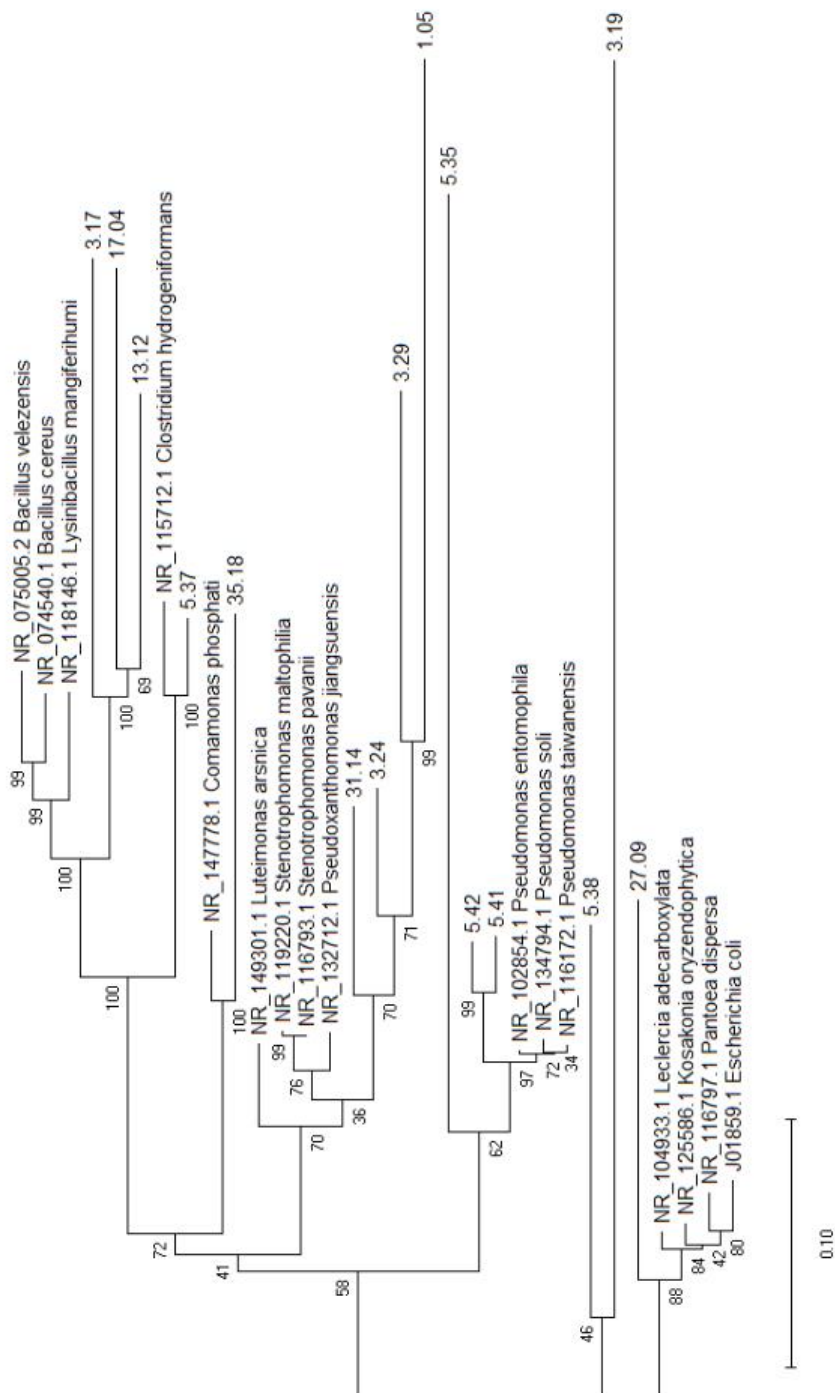 NR_075005.2 Bacillus velezensis
99
NR_074540.1 Bacillus cereus
99
NR_118146.1 Lysinibacillus mangiferihumi
100
3.17
100
17.04
69
13.12
100
NR_115712.1 Clostridium hydrogeniformans
100
5.37
72
NR_147778.1 Comamonas phosphati
100
35.18
41
NR_149301.1 Luteimonas arsnica
70
NR_119220.1 Stenotrophomonas maltophilia
99
NR_116793.1 Stenotrophomonas pavanii
76
NR_132712.1 Pseudoxanthomonas jiangsuensis
36
31.14
70
3.24
71
3.29
99
1.05
58
5.35
62
5.42
99
5.41
97
NR_102854.1 Pseudomonas entomophila
72
NR_134794.1 Pseudomonas soli
34
NR_116172.1 Pseudomonas taiwanensis
5.38
46
3.19
27.09
88
NR_104933.1 Leclercia adecarboxylata
84
NR_125586.1 Kosakonia oryzendophytica
42
NR_116797.1 Pantoea dispersa
80
J01859.1 Escherichia coli
0.10